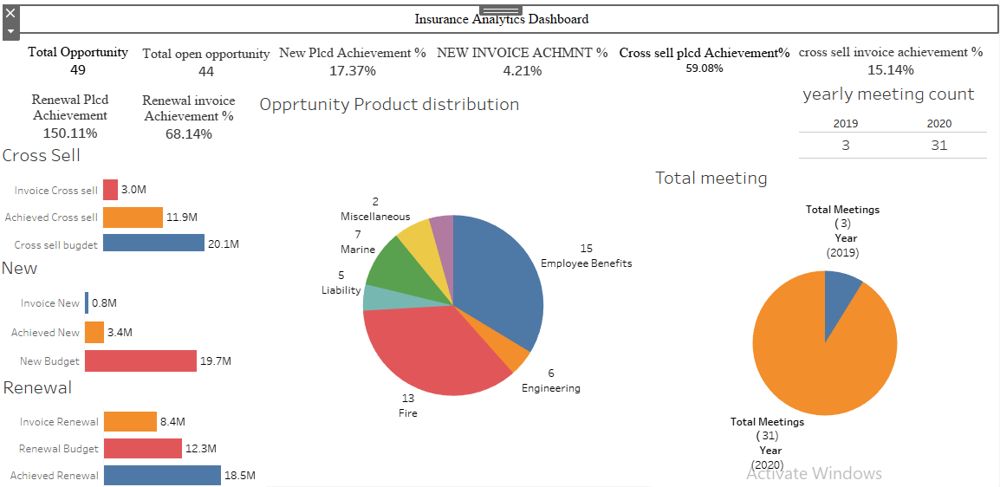 Insurance Analytics Dashboard
Total Opportunity
49
Total open opportunity
44
New Plcd Achievement %
17.37%
NEW INVOICE ACHMNT %
4.21%
Cross sell plcd Achievement%
59.08%
cross sell invoice achievement %
15.14%
Renewal Plcd
Achievement
150.11%
Renewal invoice
Achievement %
68.14%
Opprtunity Product distribution
yearly meeting count
2019 2020
3 31
Cross Sell
Invoice Cross sell 3.0M
Achieved Cross sell 11.9M
Cross sell bugdet 20.1M
New
Invoice New 0.8M
Achieved New 3.4M
New Budget 19.7M
Renewal
Invoice Renewal 8.4M
Renewal Budget 12.3M
Achieved Renewal 18.5M
2
Miscellaneous
7
Marine
5
Liability
15
Employee Benefits
6
Engineering
13
Fire
Total meeting
Total Meetings
( 3)
Year
(2019)
Total Meetings
( 31)
Year
(2020)
Activate Windows